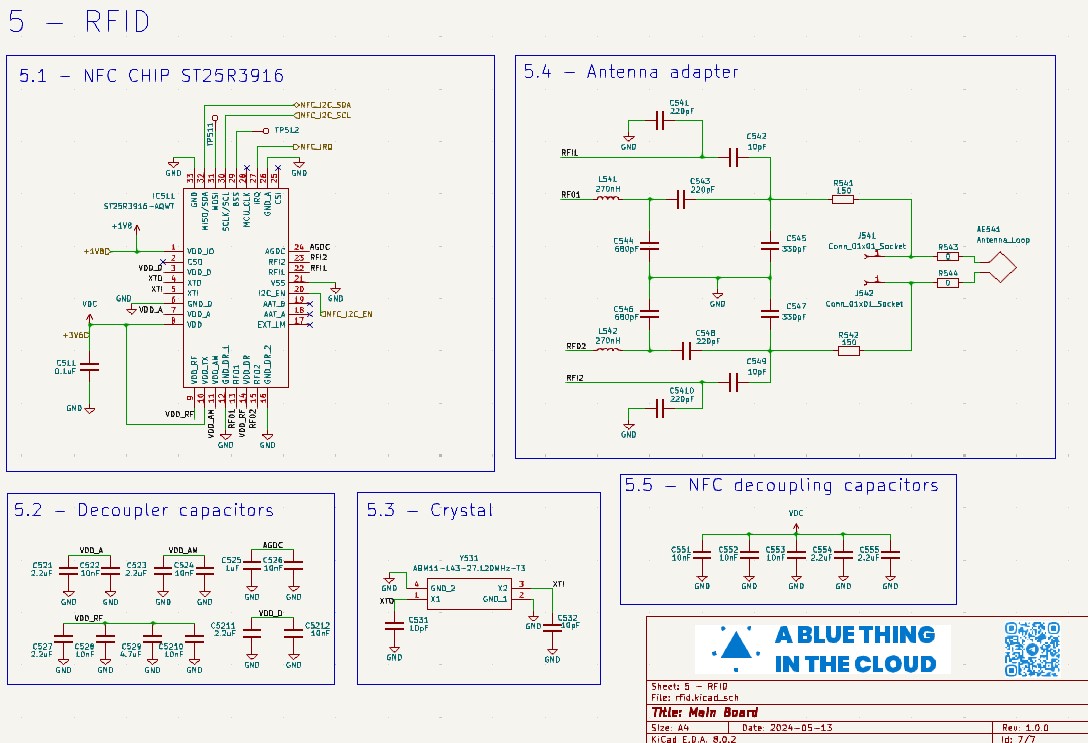 5 - RFID
5.1 - NFC CHIP ST25R3916
NFC_I2C_SDA
NFC_I2C_SCL
TP511
TP512
NFC_IRQ
GND
GND
33
32
31
30
29
28
27
26
25
GND
MISO/SDA
MOSI
SCLK/SCL
BSS
MCU_CLK
IRQ
GND_A
CSI
IC511
ST25R3916-AQWT
+1V8
+1V8
1 VDD_IO
2 CSO
VDD_D 3 VDD_D
XTO 4 XTO
XTI 5 XTI
GND 6 GND_D
VDD_A 7 VDD_A
8 VDD
VDC
+3V6
C511
0.1uF
GND
AGDC 24 AGDC
RFI2 23 RFI2
RFI1 22 RFI1
VSS 21
GND
I2C_EN 20
AAT_B 19
AAT_A 18
NFC_I2C_EN
EXT_LM 17
VDD_RF
VDD_TX
VDD_AM
GND_DR_1
RFO1
VDD_DR
RFO2
GND_DR_2
9
10
11
12
13
14
15
16
VDD_RF
VDD_AM
RFO1
VDD_RF
RFO2
GND
GND
5.4 - Antenna adapter
C541
220pF
GND
C542
10pF
RFI1
RFO1
L541
270nH
C543
220pF
R541
150
C544
680pF
C545
330pF
J541
Conn_01x01_Socket
1
R543
0
AE541
Antenna_Loop
R544
0
1
J542
Conn_01x01_Socket
GND
C546
680pF
C547
330pF
RFO2
L542
270nH
C548
220pF
R542
150
C549
10pF
RFI2
C5410
220pF
GND
5.2 - Decoupler capacitors
VDD_A
VDD_AM
AGDC
C521
2.2uF
C522
10nF
C523
2.2uF
C524
10nF
C525
1uF
C526
10nF
GND
GND
GND
GND
GND
GND
VDD_RF
VDD_D
C527
2.2uF
C528
10nF
C529
4.7uF
C5210
10nF
C5211
2.2uF
C5212
10nF
GND
GND
GND
GND
GND
GND
5.3 - Crystal
Y531
ABM11-143-27.120MHz-T3
GND
4 GND_2
X2 3
XTI
XTO
1 X1
GND_1 2
C531
10pF
GND
GND
C532
10pF
GND
5.5 - NFC decoupling capacitors
VDC
C551
10nF
C552
10nF
C553
10nF
C554
2.2uF
C555
2.2uF
GND
GND
GND
GND
GND
A BLUE THING
IN THE CLOUD
Sheet: 5 - RFID
File: rfid.kicad_sch
Title: Main Board
Size: A4
Date: 2024-05-13
Rev: 1.0.0
KiCad E.D.A. 8.0.2
Id: 7/7